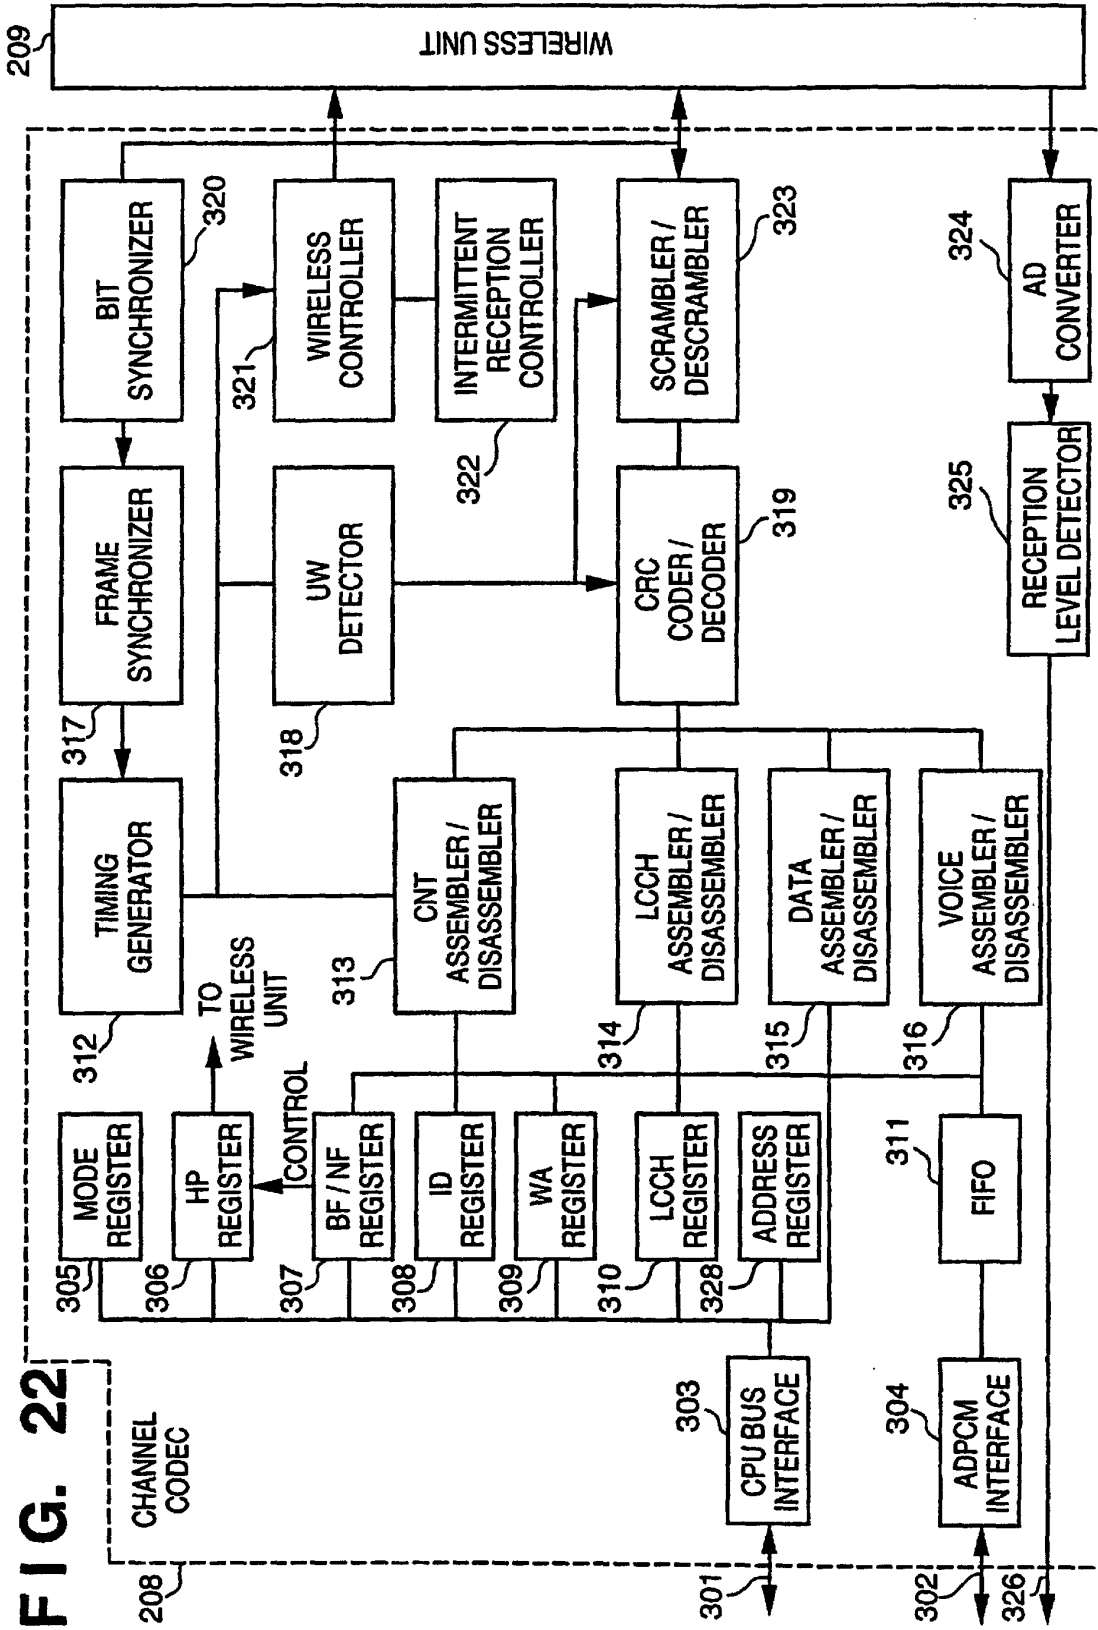 FIG. 22
CHANNEL
CODEC
208
209
WIRELESS UNIT
301
302
326
303
CPU BUS
INTERFACE
304
ADPCM
INTERFACE
305
MODE
REGISTER
306
HP
REGISTER
TO
WIRELESS
UNIT
CONTROL
307
BF / NF
REGISTER
308
ID
REGISTER
309
WA
REGISTER
310
LCCH
REGISTER
328
ADDRESS
REGISTER
311
FIFO
312
TIMING
GENERATOR
313
CNT
ASSEMBLER /
DISASSEMBLER
314
LCCH
ASSEMBLER /
DISASSEMBLER
315
DATA
ASSEMBLER /
DISASSEMBLER
316
VOICE
ASSEMBLER /
DISASSEMBLER
317
FRAME
SYNCHRONIZER
318
UW
DETECTOR
319
CRC
CODER /
DECODER
320
BIT
SYNCHRONIZER
321
WIRELESS
CONTROLLER
322
INTERMITTENT
RECEPTION
CONTROLLER
323
SCRAMBLER /
DESCRAMBLER
324
AD
CONVERTER
325
RECEPTION
LEVEL DETECTOR